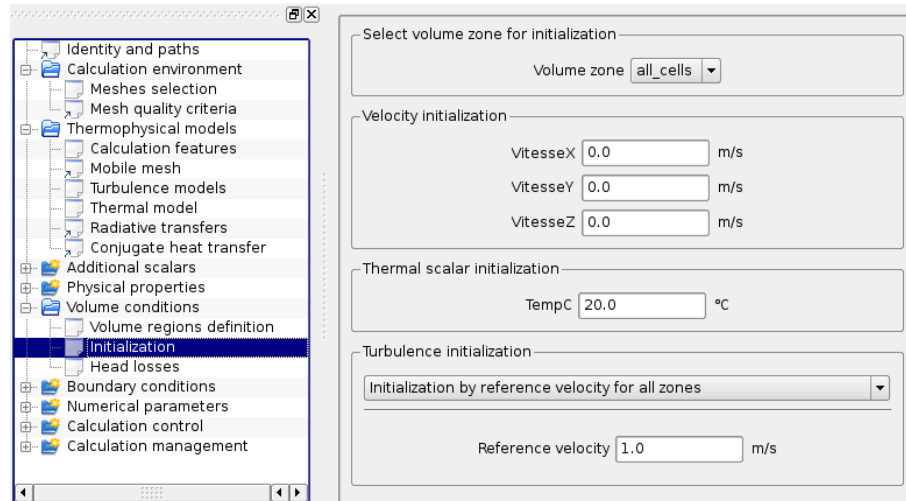 Identity and paths
Calculation environment
Meshes selection
Mesh quality criteria
Thermophysical models
Calculation features
Mobile mesh
Turbulence models
Thermal model
Radiative transfers
Conjugate heat transfer
Additional scalars
Physical properties
Volume conditions
Volume regions definition
Initialization
Head losses
Boundary conditions
Numerical parameters
Calculation control
Calculation management
Select volume zone for initialization
Volume zone all_cells
Velocity initialization
VitesseX 0.0 m/s
VitesseY 0.0 m/s
VitesseZ 0.0 m/s
Thermal scalar initialization
TempC 20.0 °C
Turbulence initialization
Initialization by reference velocity for all zones
Reference velocity 1.0 m/s